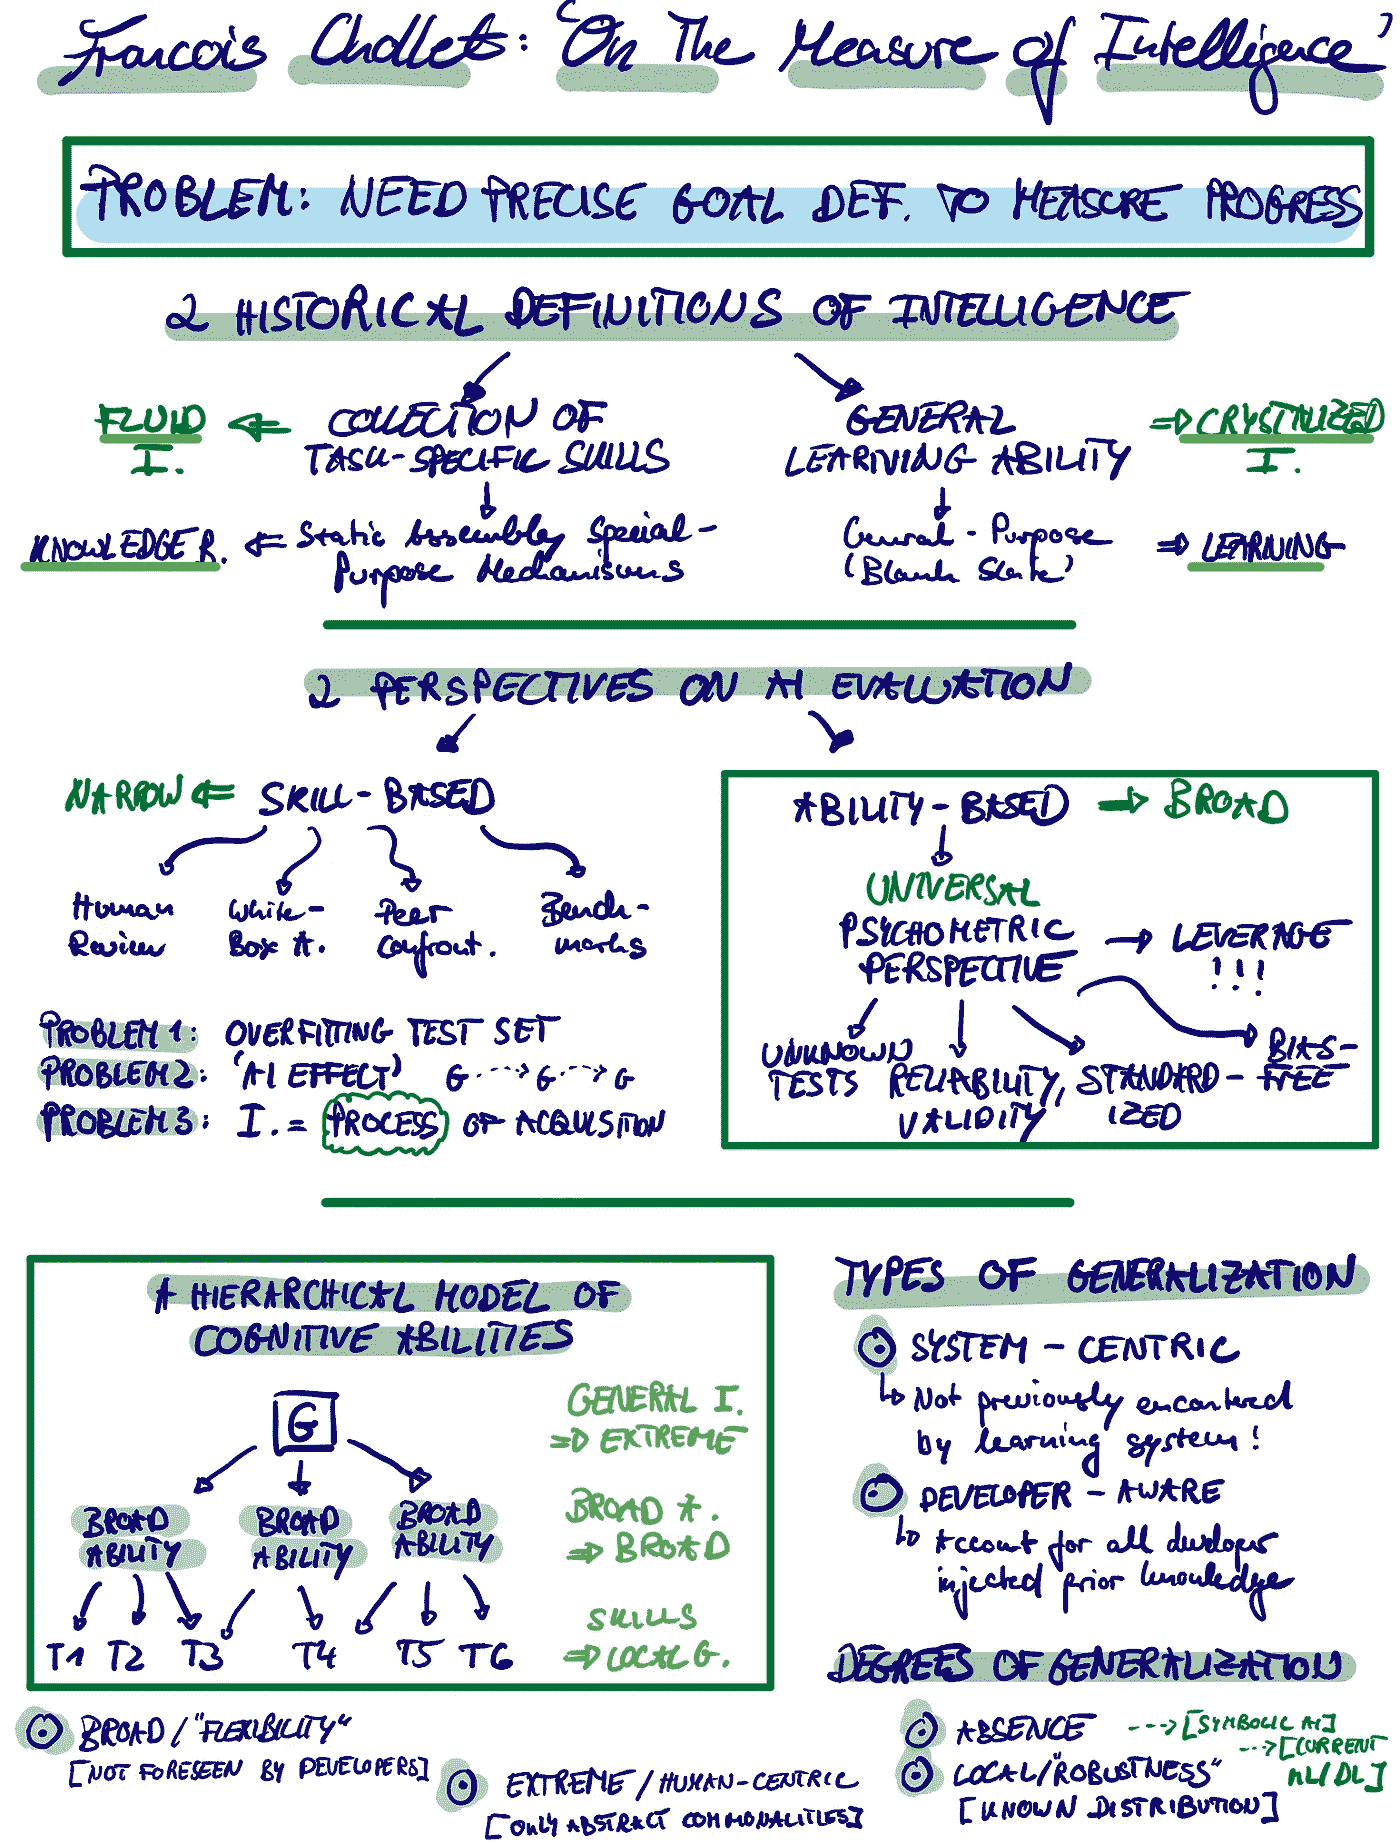 Francois Chollets: 'On The Measure of Intelligence'
PROBLEM: NEED PRECISE GOAL DEF. TO MEASURE PROGRESS
2 HISTORICAL DEFINITIONS OF INTELLIGENCE
FLUID I.
⇐ COLLECTION OF
TASK-SPECIFIC SKILLS
GENERAL
LEARNING ABILITY
⇒ CRYSTALIZED
I.
KNOWLEDGE R. ⇐ Static Assembly Special-
Purpose Mechanisms
General-Purpose
('Blank Slate')
⇒ LEARNING
2 PERSPECTIVES ON AI EVALUATION
NARROW ⇐ SKILL-BASED
Human
Review
White-
Box A.
Peer
Confront.
Bench-
marks
PROBLEM 1: OVERFITTING TEST SET
PROBLEM 2: 'AI EFFECT' G ⇢ G ⇢ G
PROBLEM 3: I. = PROCESS OF ACQUISTION
ABILITY-BASED ⇒ BROAD
UNIVERSAL
PSYCHOMETRIC
PERSPECTIVE
→ LEVERAGE
!!!
UNKNOWN
TESTS
RELIABILITY,
VALIDITY
STANDARD-
IZED
BIAS-
FREE
A HIERARCHICAL MODEL OF
COGNITIVE ABILITIES
G
BROAD
ABILITY
BROAD
ABILITY
BROAD
ABILITY
T1 T2 T3 T4 T5 T6
GENERAL I.
⇒ EXTREME
BROAD A.
⇒ BROAD
SKILLS
⇒ LOCAL G.
TYPES OF GENERALIZATION
SYSTEM-CENTRIC
↳ Not previously encontered
by learning system!
DEVELOPER-AWARE
↳ Account for all developer
injected prior knowledge
DEGREES OF GENERALIZATION
ABSENCE ⇢ [SYMBOLIC AI]
⇢ [CURRENT
ML/DL]
LOCAL/"ROBUSTNESS"
[KNOWN DISTRIBUTION]
BROAD/"FLEXIBILITY"
[NOT FORESEEN BY DEVELOPERS]
EXTREME/HUMAN-CENTRIC
[ONLY ABSTRACT COMMONALITIES]